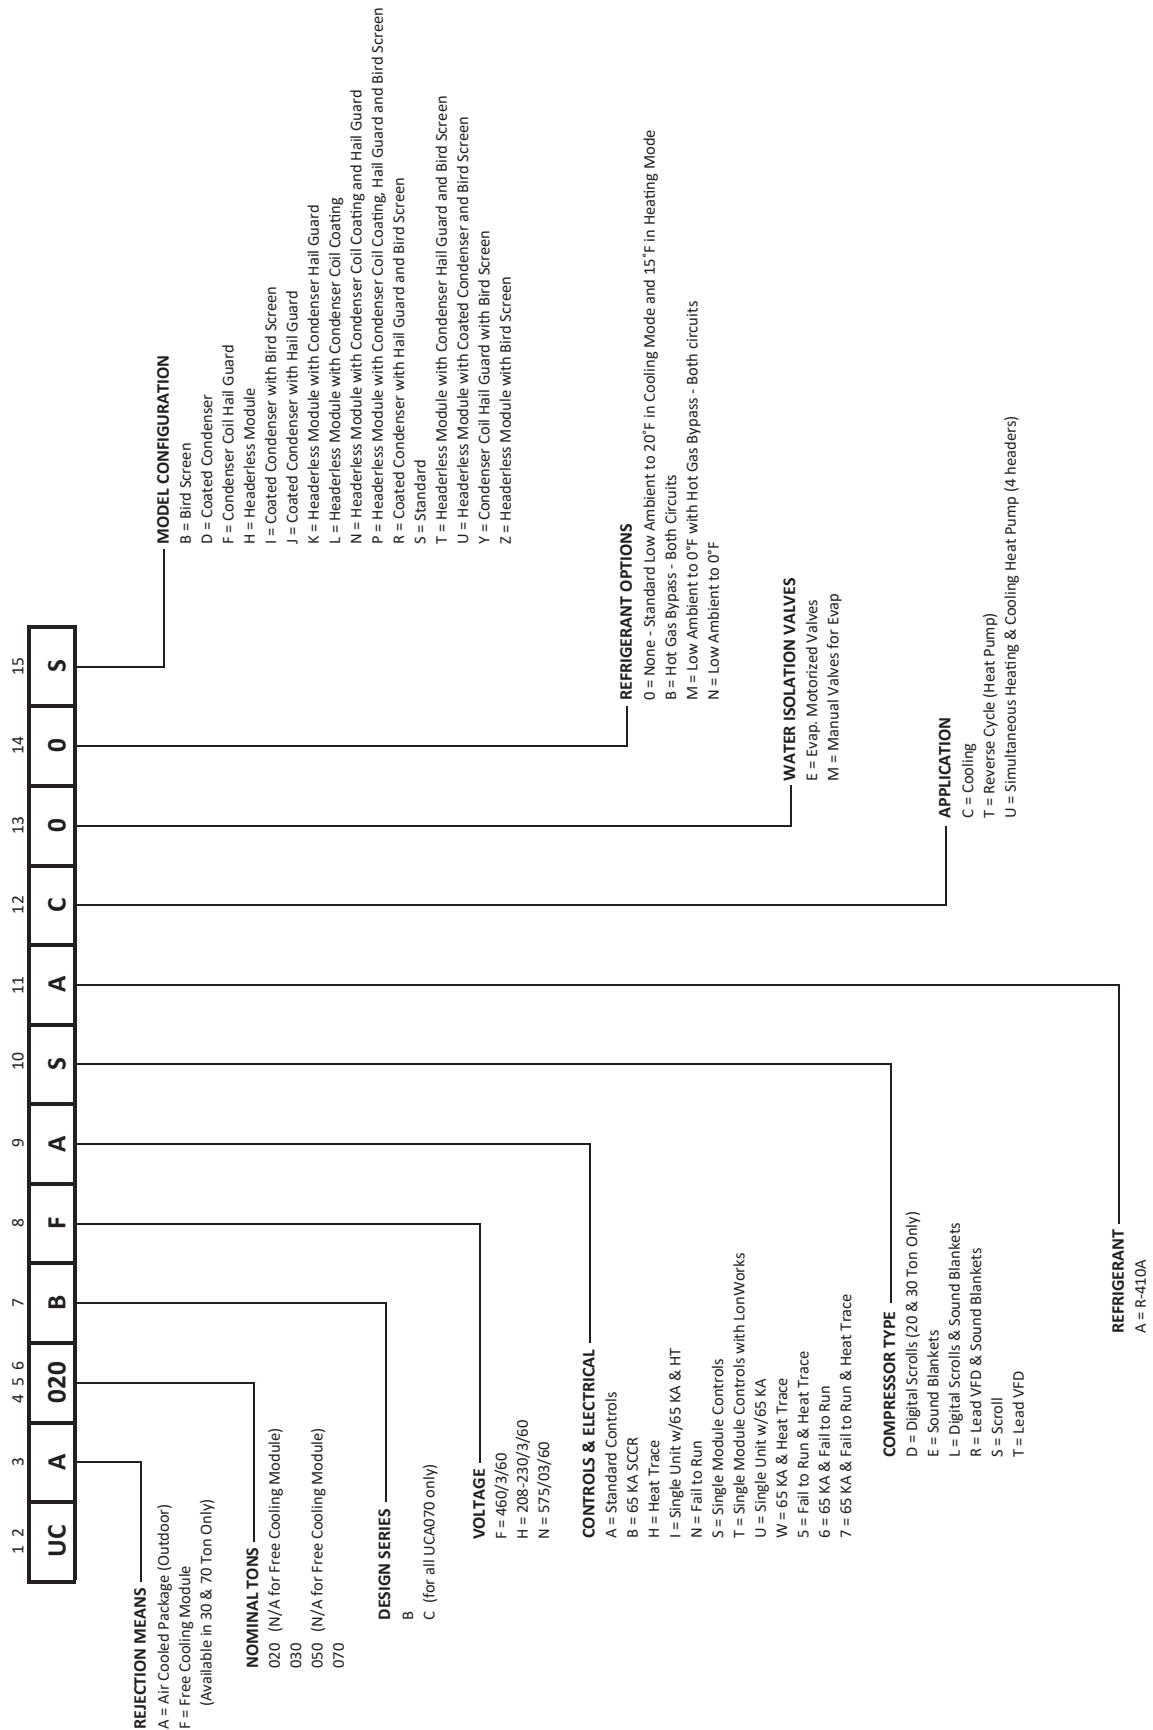 1 2 3 4 5 6 7 8 9 10 11 12 13 14 15
UC A 020 B F A S A C 0 0 S
REJECTION MEANS
A = Air Cooled Package (Outdoor)
F = Free Cooling Module
(Available in 30 & 70 Ton Only)
NOMINAL TONS
020 (N/A for Free Cooling Module)
030
050 (N/A for Free Cooling Module)
070
DESIGN SERIES
B
C (for all UCA070 only)
VOLTAGE
F = 460/3/60
H = 208-230/3/60
N = 575/03/60
CONTROLS & ELECTRICAL
A = Standard Controls
B = 65 KA SCCR
H = Heat Trace
I = Single Unit w/65 KA & HT
N = Fail to Run
S = Single Module Controls
T = Single Module Controls with LonWorks
U = Single Unit w/65 KA
W = 65 KA & Heat Trace
5 = Fail to Run & Heat Trace
6 = 65 KA & Fail to Run
7 = 65 KA & Fail to Run & Heat Trace
COMPRESSOR TYPE
D = Digital Scrolls (20 & 30 Ton Only)
E = Sound Blankets
L = Digital Scrolls & Sound Blankets
R = Lead VFD & Sound Blankets
S = Scroll
T = Lead VFD
REFRIGERANT
A = R-410A
APPLICATION
C = Cooling
T = Reverse Cycle (Heat Pump)
U = Simultaneous Heating & Cooling Heat Pump (4 headers)
WATER ISOLATION VALVES
E = Evap. Motorized Valves
M = Manual Valves for Evap
REFRIGERANT OPTIONS
0 = None - Standard Low Ambient to 20°F in Cooling Mode and 15°F in Heating Mode
B = Hot Gas Bypass - Both Circuits
M = Low Ambient to 0°F with Hot Gas Bypass - Both circuits
N = Low Ambient to 0°F
MODEL CONFIGURATION
B = Bird Screen
D = Coated Condenser
F = Condenser Coil Hail Guard
H = Headerless Module
I = Coated Condenser with Bird Screen
J = Coated Condenser with Hail Guard
K = Headerless Module with Condenser Hail Guard
L = Headerless Module with Condenser Coil Coating
N = Headerless Module with Condenser Coil Coating and Hail Guard
P = Headerless Module with Condenser Coil Coating, Hail Guard and Bird Screen
R = Coated Condenser with Hail Guard and Bird Screen
S = Standard
T = Headerless Module with Condenser Hail Guard and Bird Screen
U = Headerless Module with Coated Condenser and Bird Screen
Y = Condenser Coil Hail Guard with Bird Screen
Z = Headerless Module with Bird Screen